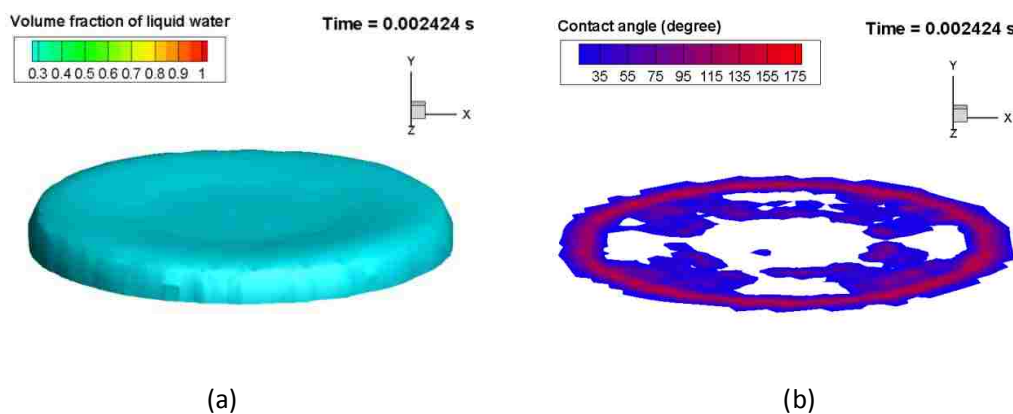 Volume fraction of liquid water
Time = 0.002424 s
0.3 0.4 0.5 0.6 0.7 0.8 0.9 1
Y
X
Z
(a)
Contact angle (degree)
Time = 0.002424 s
35 55 75 95 115 135 155 175
Y
X
Z
(b)